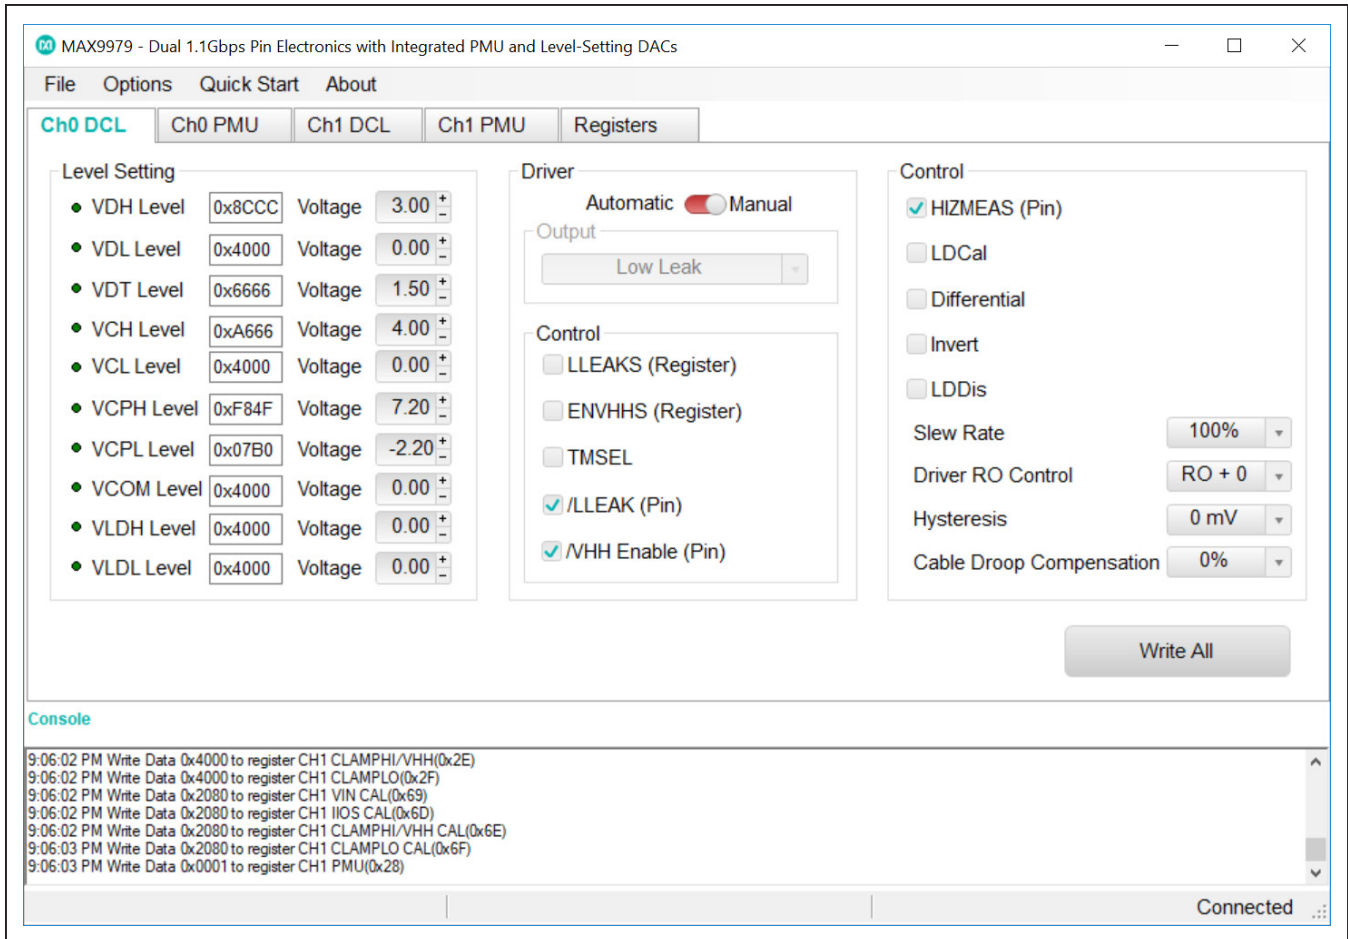 MAX9979 - Dual 1.1Gbps Pin Electronics with Integrated PMU and Level-Setting DACs
File Options Quick Start About
Ch0 DCL Ch0 PMU Ch1 DCL Ch1 PMU Registers
Level Setting
VDH Level 0x8CCC Voltage 3.00
VDL Level 0x4000 Voltage 0.00
VDT Level 0x6666 Voltage 1.50
VCH Level 0xA666 Voltage 4.00
VCL Level 0x4000 Voltage 0.00
VCPH Level 0xF84F Voltage 7.20
VCPL Level 0x07B0 Voltage -2.20
VCOM Level 0x4000 Voltage 0.00
VLDH Level 0x4000 Voltage 0.00
VLDL Level 0x4000 Voltage 0.00
Driver
Automatic Manual
Output
Low Leak
Control
LLEAKS (Register)
ENVHHS (Register)
TMSEL
/LLEAK (Pin)
/VHH Enable (Pin)
Control
HIZMEAS (Pin)
LDCal
Differential
Invert
LDDis
Slew Rate 100%
Driver RO Control RO + 0
Hysteresis 0 mV
Cable Droop Compensation 0%
Write All
Console
9:06:02 PM Write Data 0x4000 to register CH1 CLAMPHI/VHH(0x2E)
9:06:02 PM Write Data 0x4000 to register CH1 CLAMPLO(0x2F)
9:06:02 PM Write Data 0x2080 to register CH1 VIN CAL(0x69)
9:06:02 PM Write Data 0x2080 to register CH1 IIOS CAL(0x6D)
9:06:02 PM Write Data 0x2080 to register CH1 CLAMPHI/VHH CAL(0x6E)
9:06:03 PM Write Data 0x2080 to register CH1 CLAMPLO CAL(0x6F)
9:06:03 PM Write Data 0x0001 to register CH1 PMU(0x28)
Connected